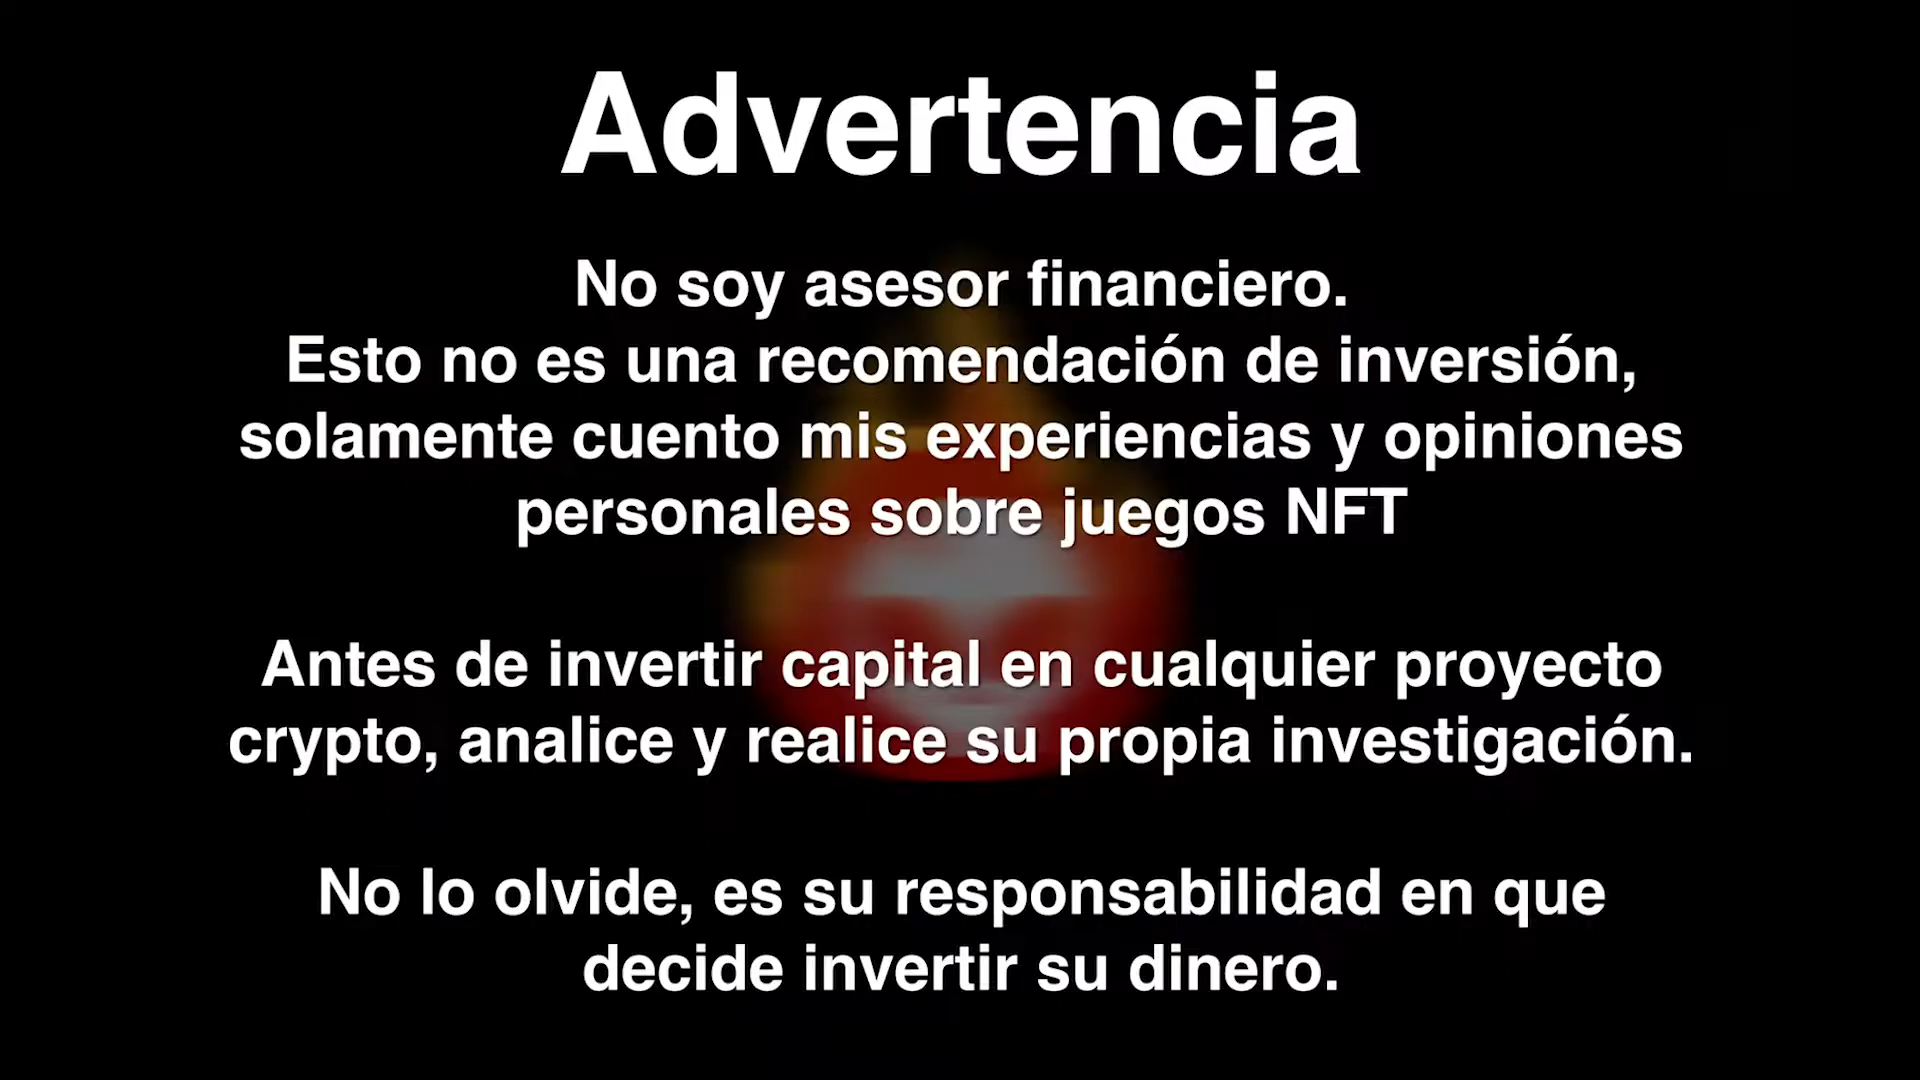 Advertencia
No soy asesor financiero.
Esto no es una recomendación de inversión,
solamente cuento mis experiencias y opiniones
personales sobre juegos NFT
Antes de invertir capital en cualquier proyecto
crypto, analice y realice su propia investigación.
No lo olvide, es su responsabilidad en que
decide invertir su dinero.